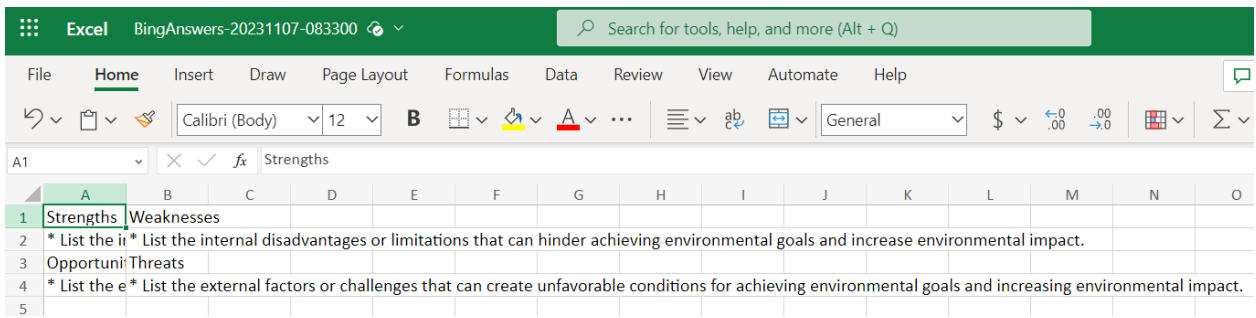 Excel BingAnswers-20231107-083300 Search for tools, help, and more (Alt + Q)
File Home Insert Draw Page Layout Formulas Data Review View Automate Help
Calibri (Body) 12 B A ... ab General $ .00 .00
A1 fx Strengths
A B C D E F G H I J K L M N O
1 Strengths Weaknesses
2 * List the * List the internal disadvantages or limitations that can hinder achieving environmental goals and increase environmental impact.
3 Opportuni Threats
4 * List the e * List the external factors or challenges that can create unfavorable conditions for achieving environmental goals and increasing environmental impact.
5